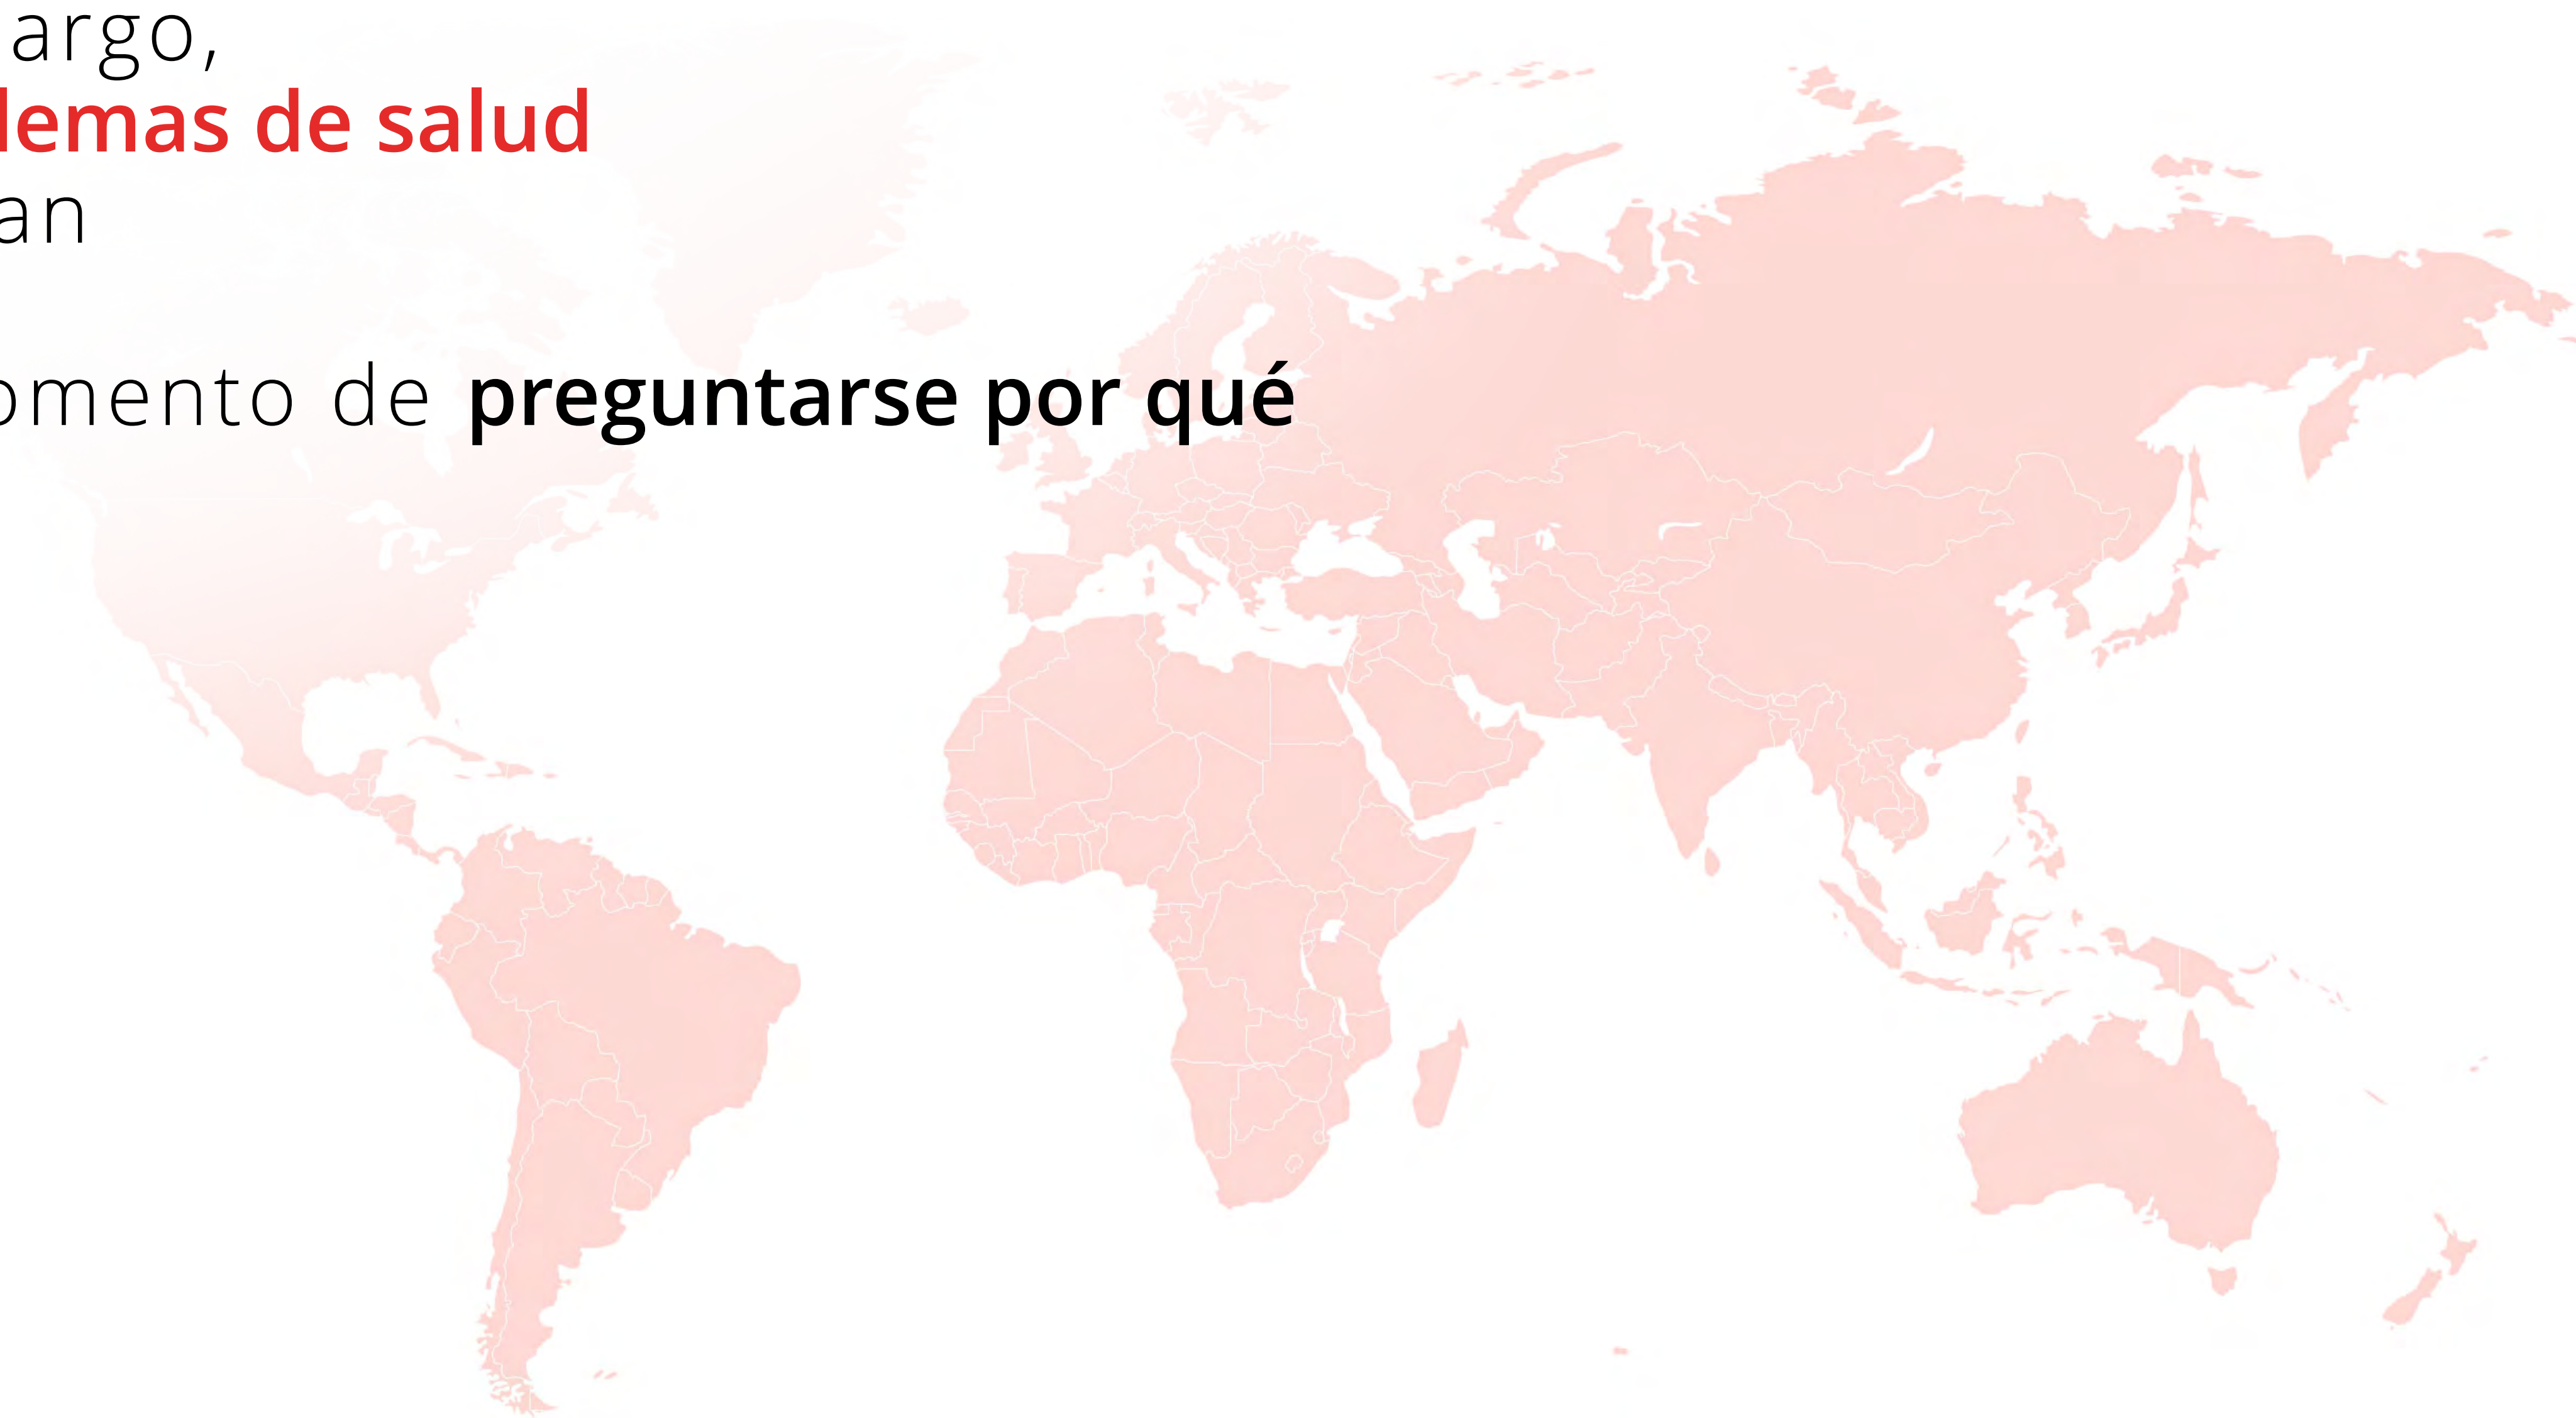 argo,
lemas de salud
an
omento de preguntarse por qué